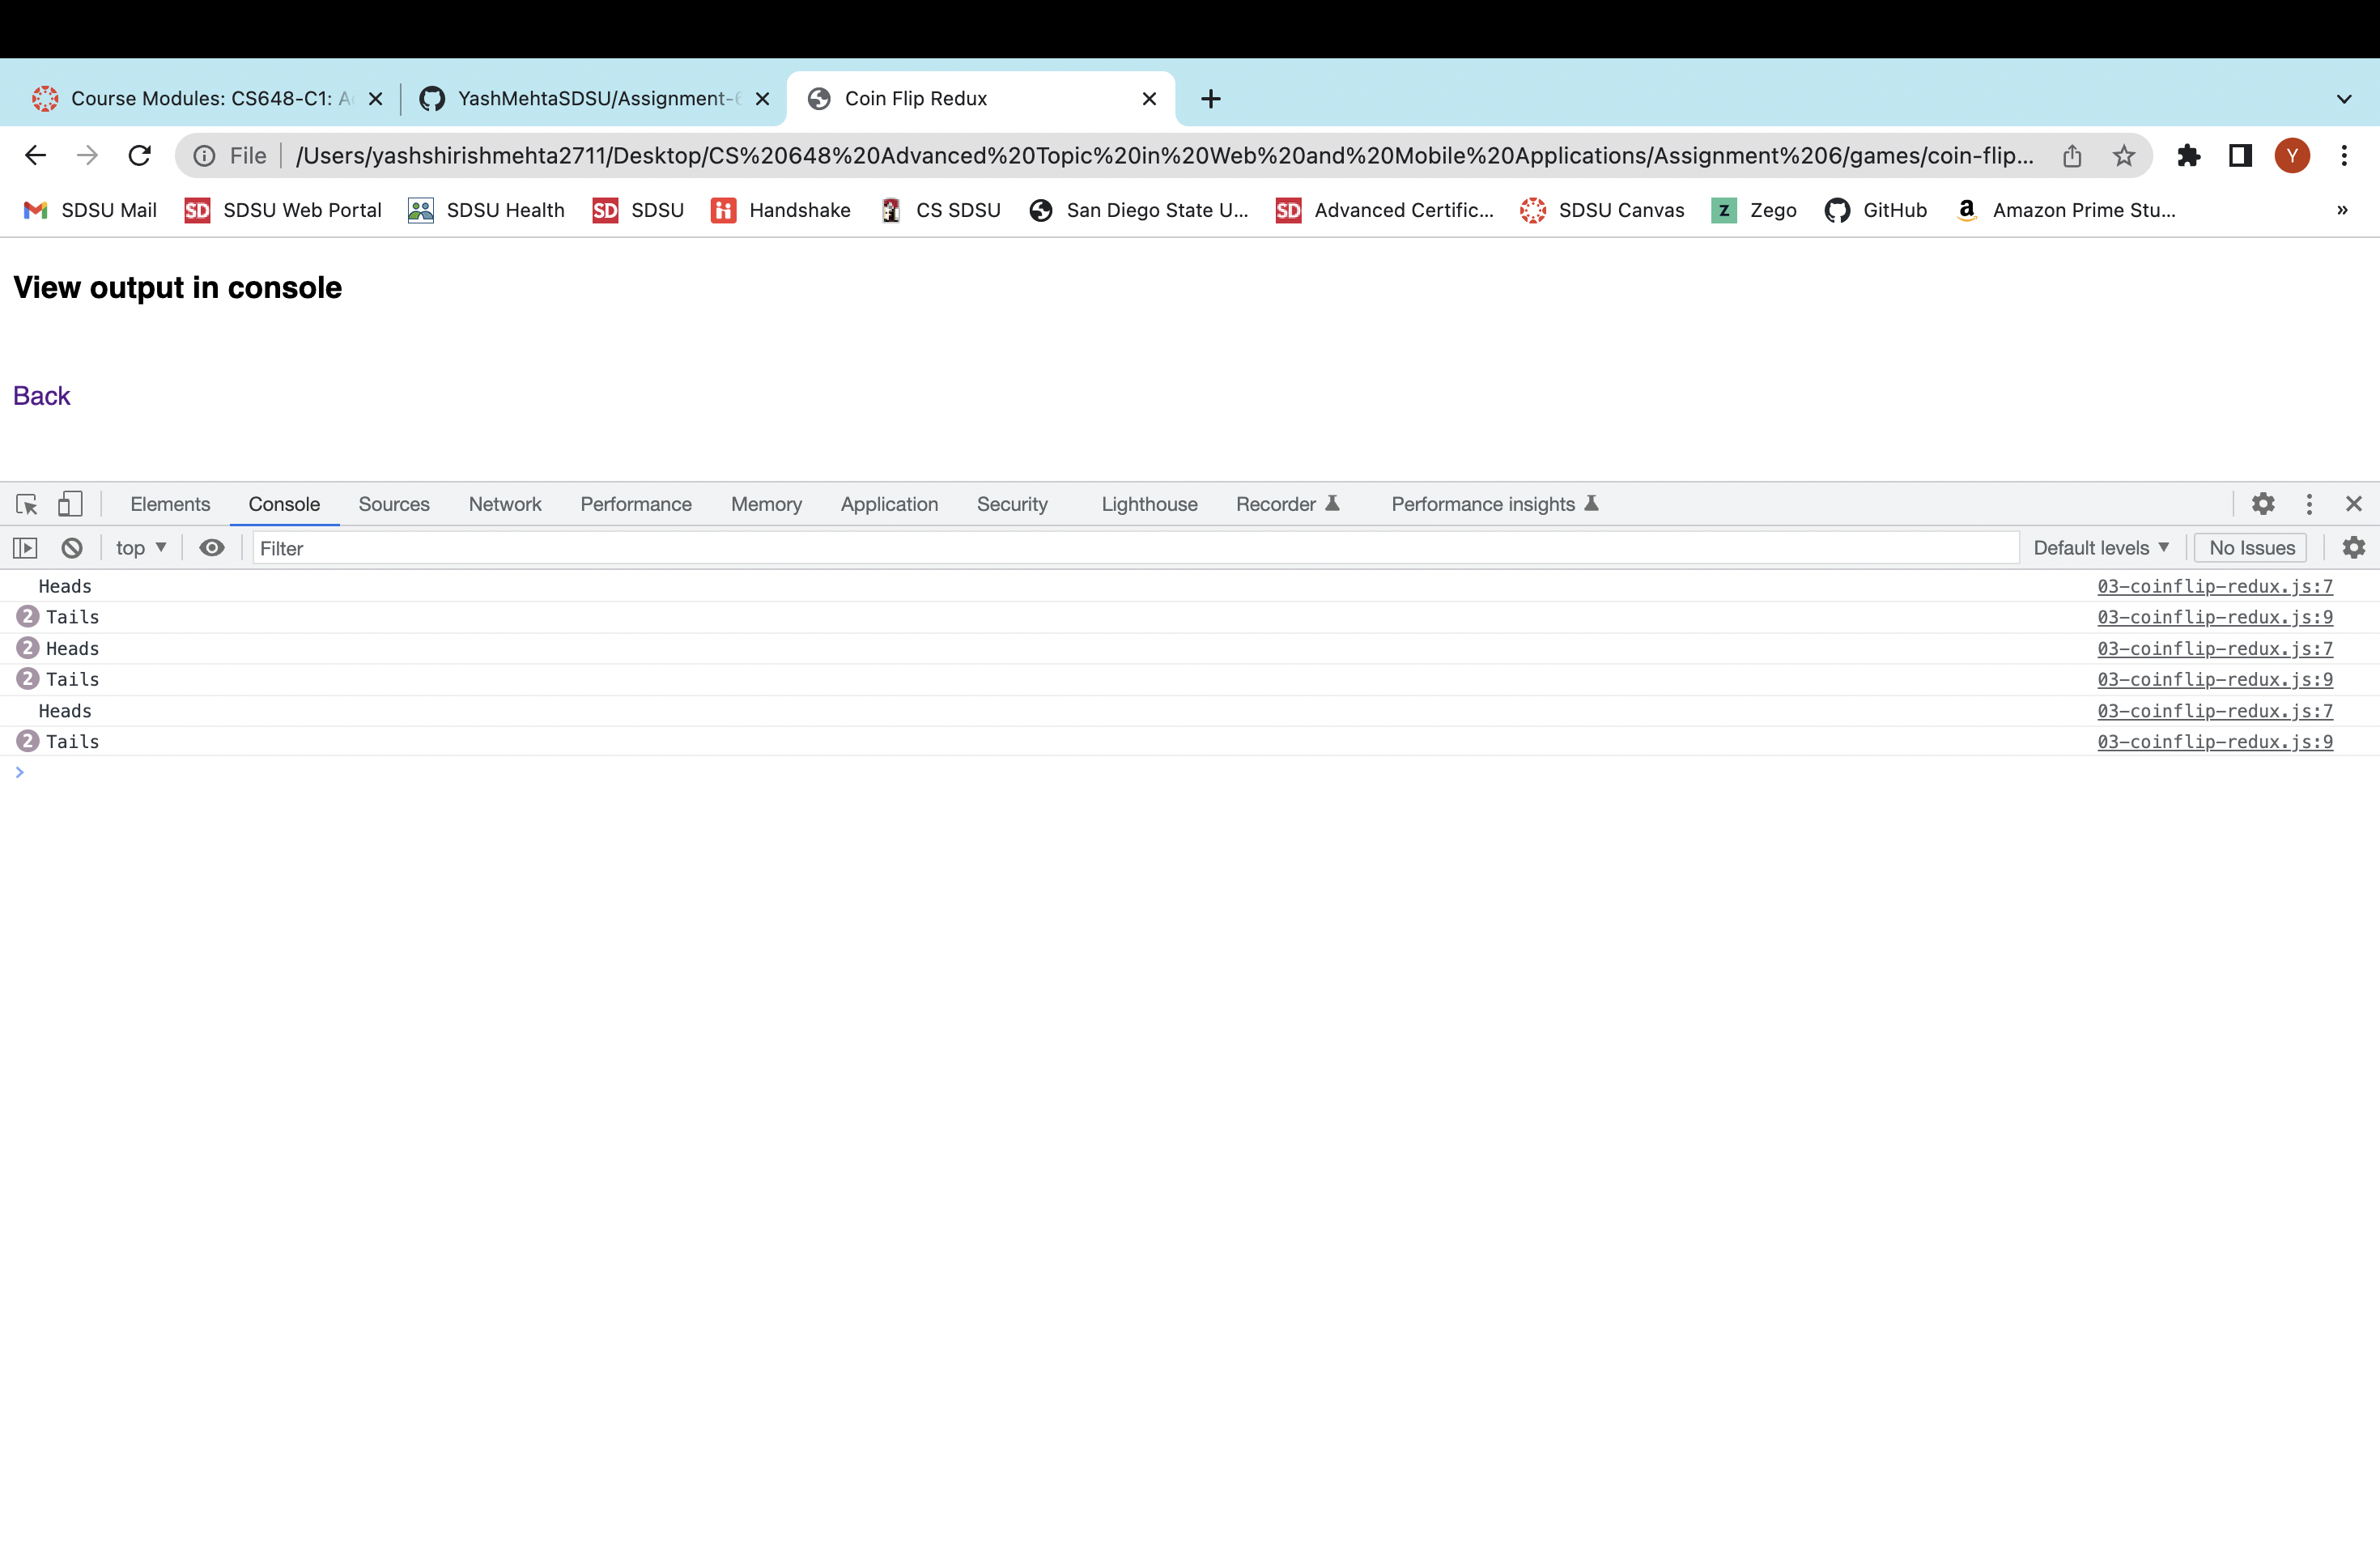 Course Modules: CS648-C1: A
YashMehtaSDSU/Assignment-6
Coin Flip Redux
File
/Users/yashshirishmehta2711/Desktop/CS%20648%20Advanced%20Topic%20in%20Web%20and%20Mobile%20Applications/Assignment%206/games/coin-flip...
Y
SDSU Mail
SD SDSU Web Portal
SDSU Health
SD SDSU
Handshake
CS SDSU
San Diego State U...
SD Advanced Certific...
SDSU Canvas
Z Zego
GitHub
a Amazon Prime Stu...
»
View output in console
Back
Elements Console Sources Network Performance Memory Application Security Lighthouse Recorder Performance insights
top Filter Default levels No Issues
Heads 03-coinflip-redux.js:7
2 Tails 03-coinflip-redux.js:9
2 Heads 03-coinflip-redux.js:7
2 Tails 03-coinflip-redux.js:9
Heads 03-coinflip-redux.js:7
2 Tails 03-coinflip-redux.js:9